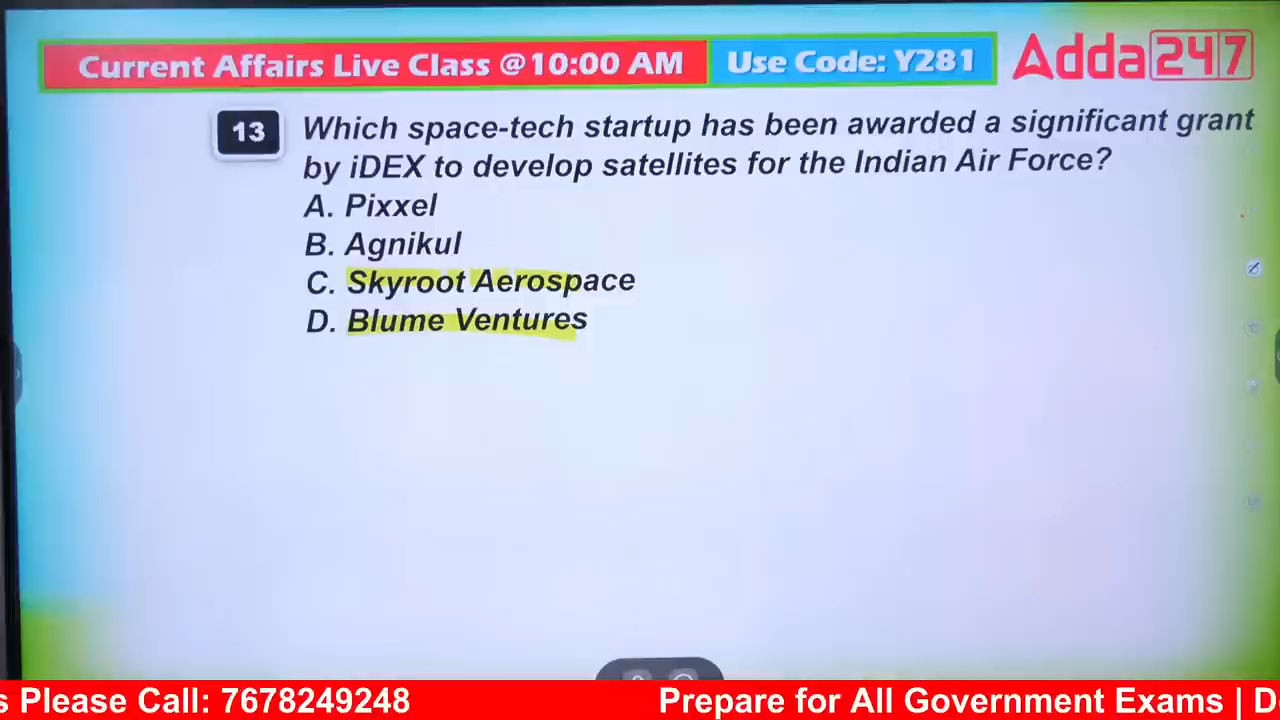 Current Affairs Live Class @10:00 AM
Use Code: Y281
Adda247
13
Which space-tech startup has been awarded a significant grant
by iDEX to develop satellites for the Indian Air Force?
A. Pixxel
B. Agnikul
C. Skyroot Aerospace
D. Blume Ventures
s Please Call: 7678249248
Prepare for All Government Exams | D